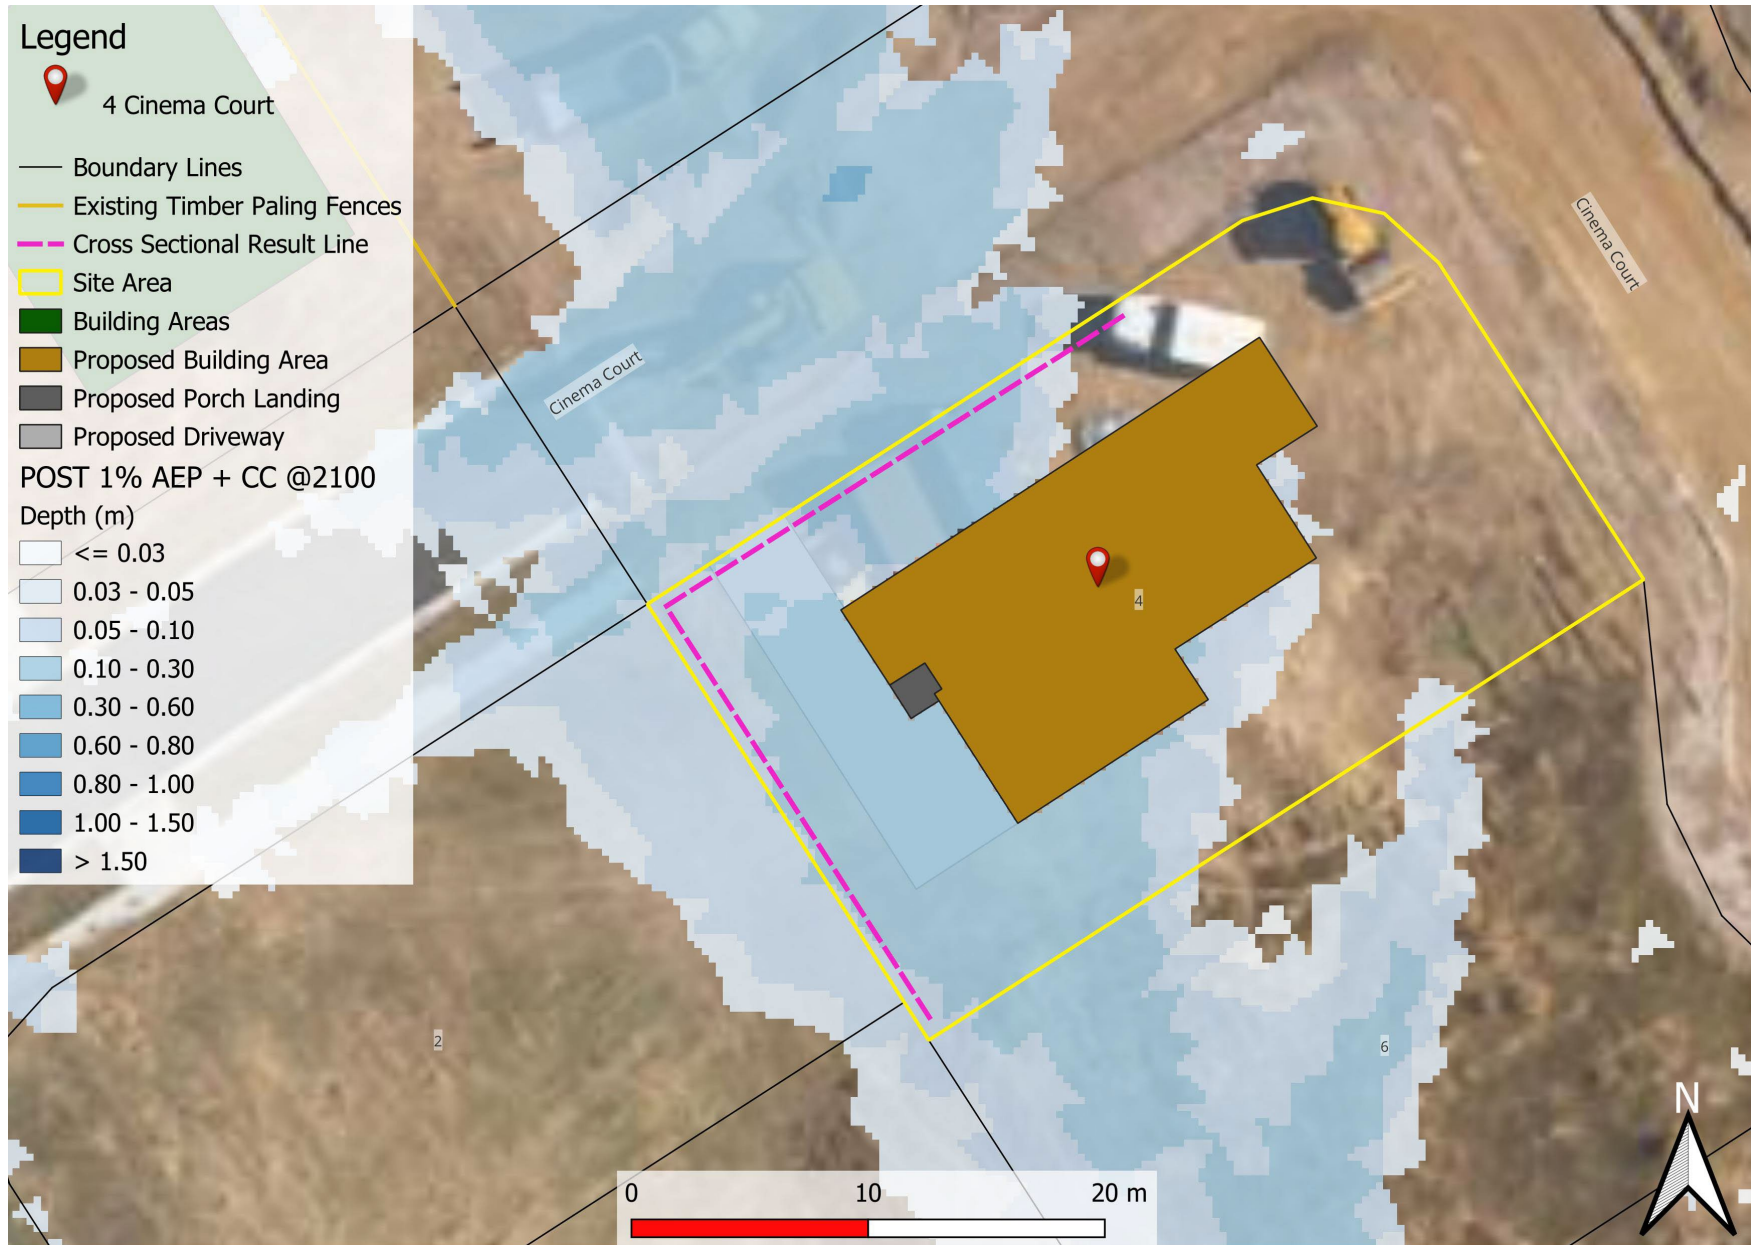 Legend
4 Cinema Court
Boundary Lines
Existing Timber Paling Fences
Cross Sectional Result Line
Site Area
Building Areas
Proposed Building Area
Proposed Porch Landing
Proposed Driveway
POST 1% AEP + CC @2100
Depth (m)
<= 0.03
0.03 - 0.05
0.05 - 0.10
0.10 - 0.30
0.30 - 0.60
0.60 - 0.80
0.80 - 1.00
1.00 - 1.50
> 1.50
Cinema Court
Cinema Court
4
2
6
N
0 10 20 m